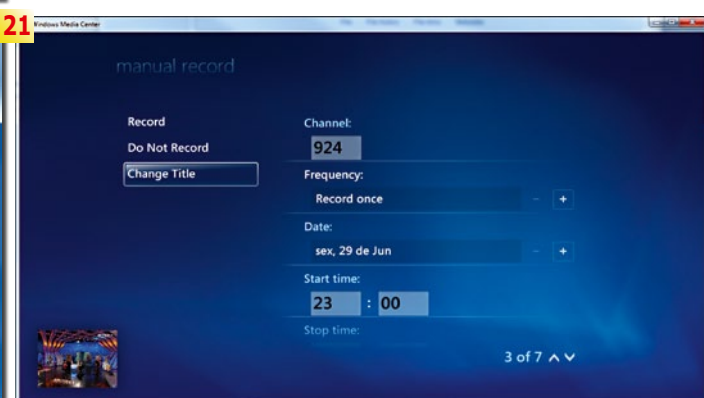 21
Windows Media Center
manual record
Record
Do Not Record
Change Title
Channel:
924
Frequency:
Record once
- +
Date:
sex, 29 de Jun
- +
Start time:
23 : 00
Stop time:
3 of 7